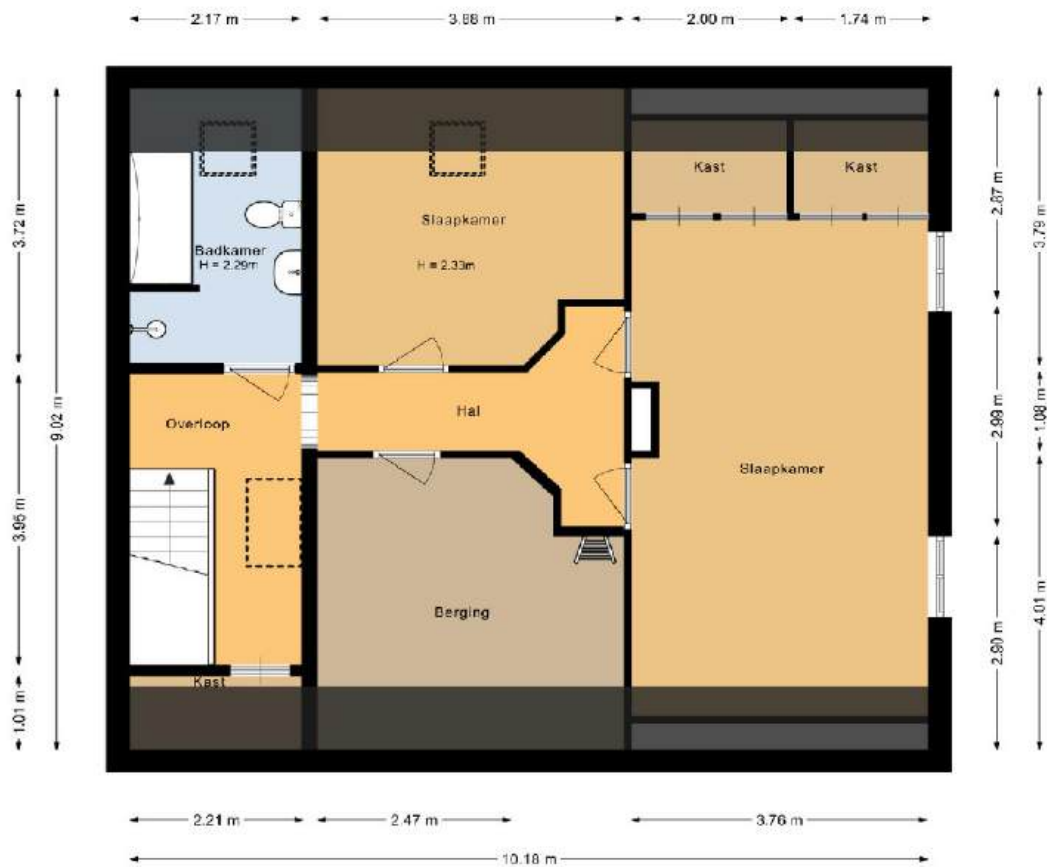 2.17 m
3.88 m
2.00 m
1.74 m
3.72 m
9.02 m
3.95 m
1.01 m
Kast
Kast
Slaapkamer
H = 2.33m
Badkamer
H = 2.29m
Overloop
Hal
Slaapkamer
Berging
Kast
2.87 m
3.79 m
2.99 m
1.08 m
4.01 m
2.90 m
2.21 m
2.47 m
3.76 m
10.18 m